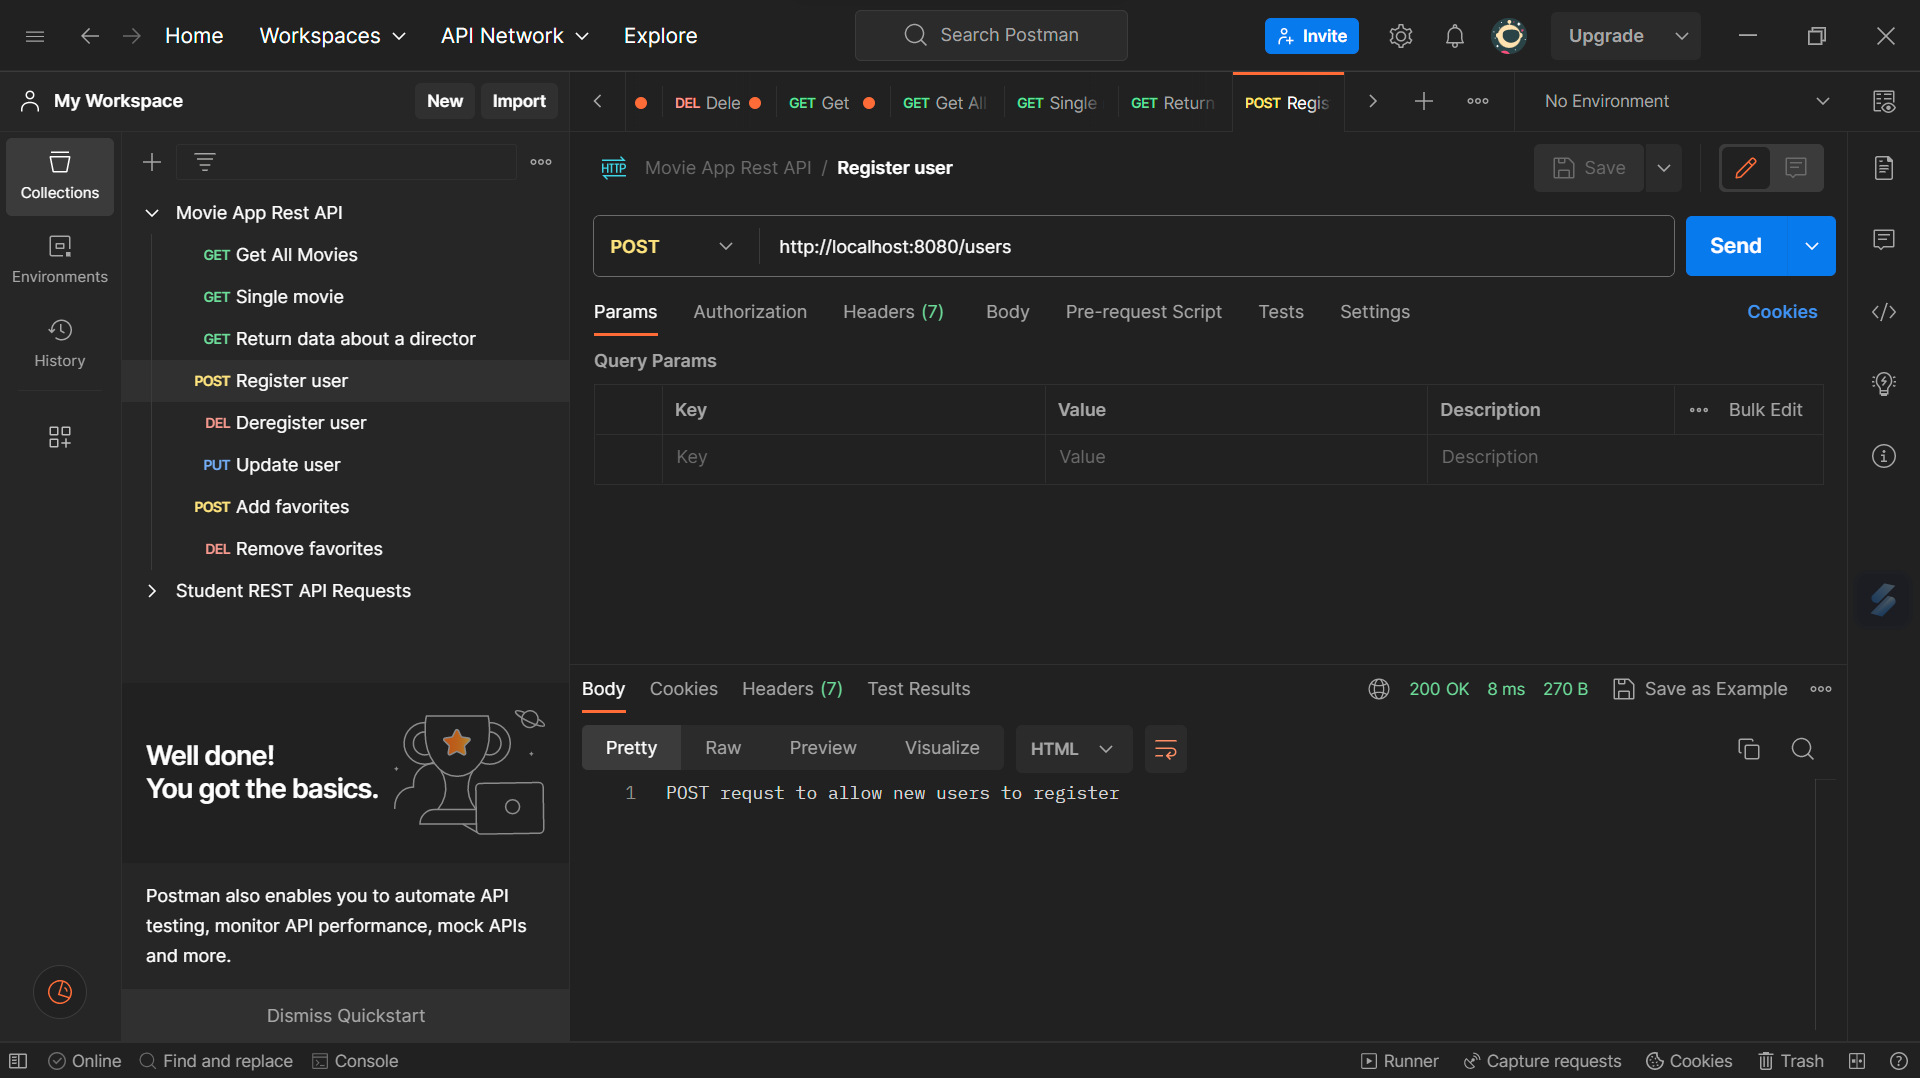 Home
Workspaces
API Network
Explore
Search Postman
Invite
Upgrade
My Workspace
New
Import
DEL Dele
GET Get
GET Get Al
GET Single
GET Return
POST Regis
No Environment
Collections
Environments
History
Movie App Rest API
GET Get All Movies
GET Single movie
GET Return data about a director
POST Register user
DEL Deregister user
PUT Update user
POST Add favorites
DEL Remove favorites
Student REST API Requests
Well done!
You got the basics.
Postman also enables you to automate API
testing, monitor API performance, mock APIs
and more.
Dismiss Quickstart
HTTP
Movie App Rest API / Register user
Save
POST
http://localhost:8080/users
Send
Params
Authorization
Headers (7)
Body
Pre-request Script
Tests
Settings
Cookies
Query Params
Key
Value
Description
Bulk Edit
Key
Value
Description
Body
Cookies
Headers (7)
Test Results
200 OK
8 ms
270 B
Save as Example
Pretty
Raw
Preview
Visualize
HTML
1 POST requst to allow new users to register
Online
Find and replace
Console
Runner
Capture requests
Cookies
Trash